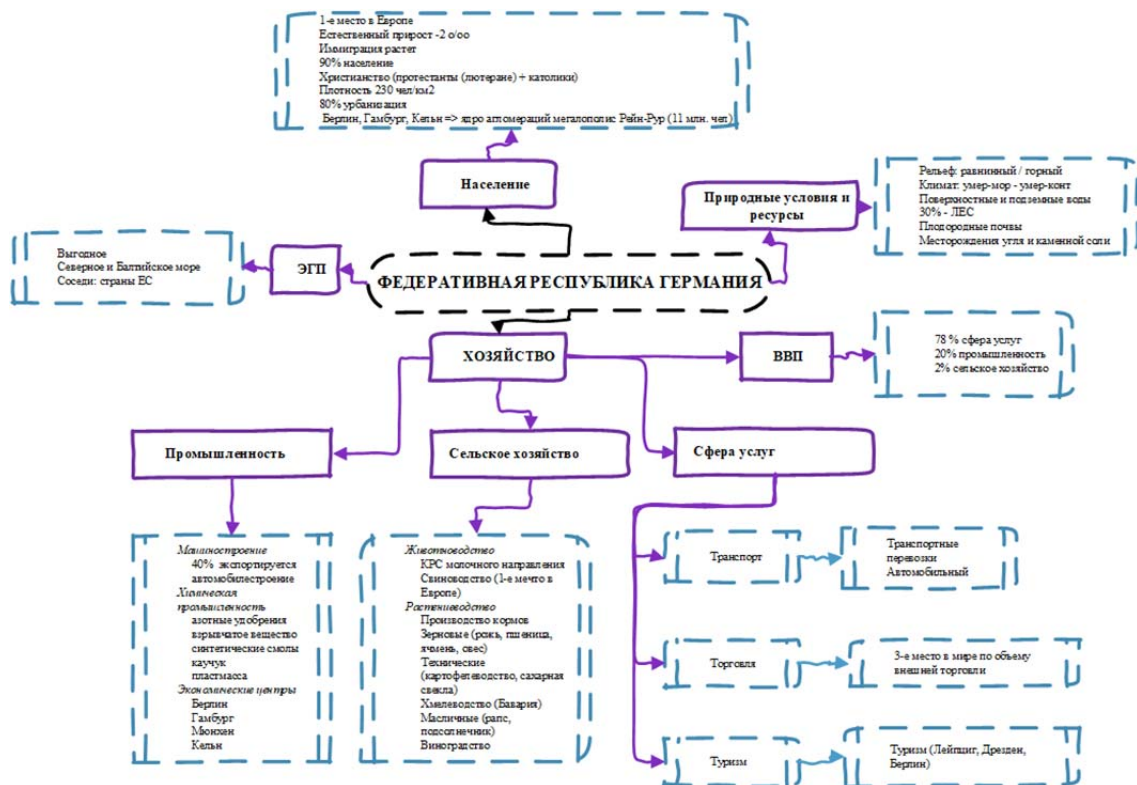 1-е место в Европе
Естественный прирост -2 о/оо
Иммиграция растет
90% население
Христианство (протестанты (лютеране) + католики)
Плотность 230 чел/км2
80% урбанизация
Берлин, Гамбург, Кельн => ядро агломераций мегалополис Рейн-Рур (11 млн. чел)
Население
Природные условия и
ресурсы
Рельеф: равнинный / горный
Климат: умер-мор - умер-конт
Поверхностные и подземные воды
30% - ЛЕС
Плодородные почвы
Месторождения угля и каменной соли
Выгодное
Северное и Балтийское море
Соседи: страны ЕС
ЭГП
ФЕДЕРАТИВНАЯ РЕСПУБЛИКА ГЕРМАНИЯ
ХОЗЯЙСТВО
ВВП
78 % сфера услуг
20% промышленность
2% сельское хозяйство
Промышленность
Сельское хозяйство
Сфера услуг
Машиностроение
40% экспортируется
автомобилестроение
Химическая
промышленность
азотные удобрения
взрывчатое вещество
синтетические смолы
каучук
пластмасса
Экономические центры
Берлин
Гамбург
Мюнхен
Кельн
Животноводство
КРС молочного направления
Свиноводство (1-е мечто в
Европе)
Растениевводство
Производство кормов
Зерновые (рожь, пшеница,
ячмень, овес)
Технические
(картофелеводство, сахарная
свекла)
Хмелеводство (Бавария)
Масличные (рапс,
подсолнечник)
Виноградство
Транспорт
Транспортные
перевозки
Автомобильный
Торговля
3-е место в мире по объему
внешней торговли
Туризм
Туризм (Лейпциг, Дрезден,
Берлин)